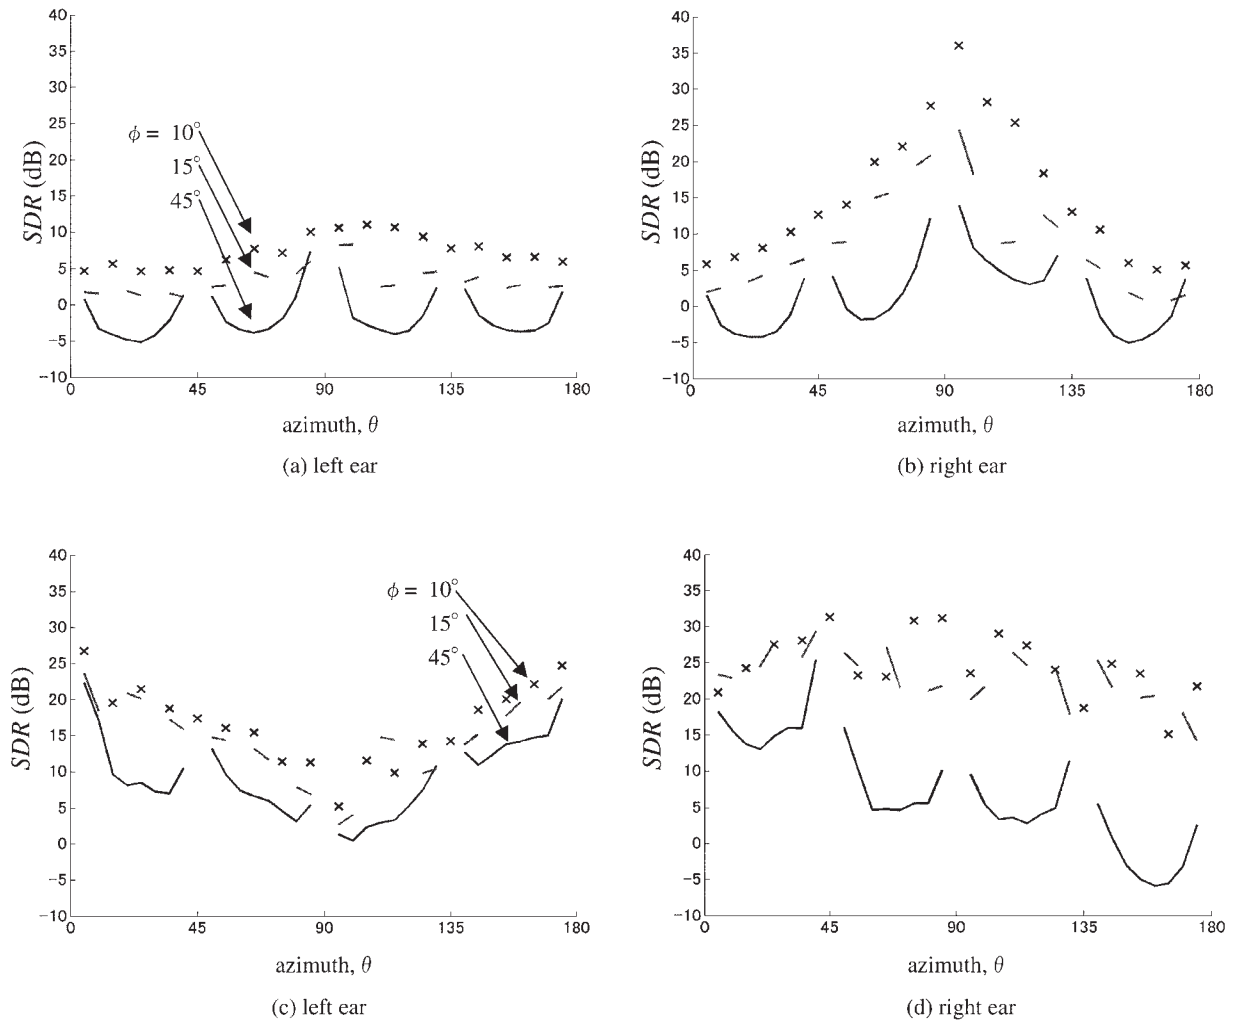 40
35
30
25
20
15
10
5
0
−5
−10
SDR (dB)
ϕ = 10°
15°
45°
0 45 90 135 180
azimuth, θ
(a) left ear
40
35
30
25
20
15
10
5
0
−5
−10
SDR (dB)
0 45 90 135 180
azimuth, θ
(b) right ear
40
35
30
25
20
15
10
5
0
−5
−10
SDR (dB)
ϕ = 10°
15°
45°
0 45 90 135 180
azimuth, θ
(c) left ear
40
35
30
25
20
15
10
5
0
−5
−10
SDR (dB)
0 45 90 135 180
azimuth, θ
(d) right ear